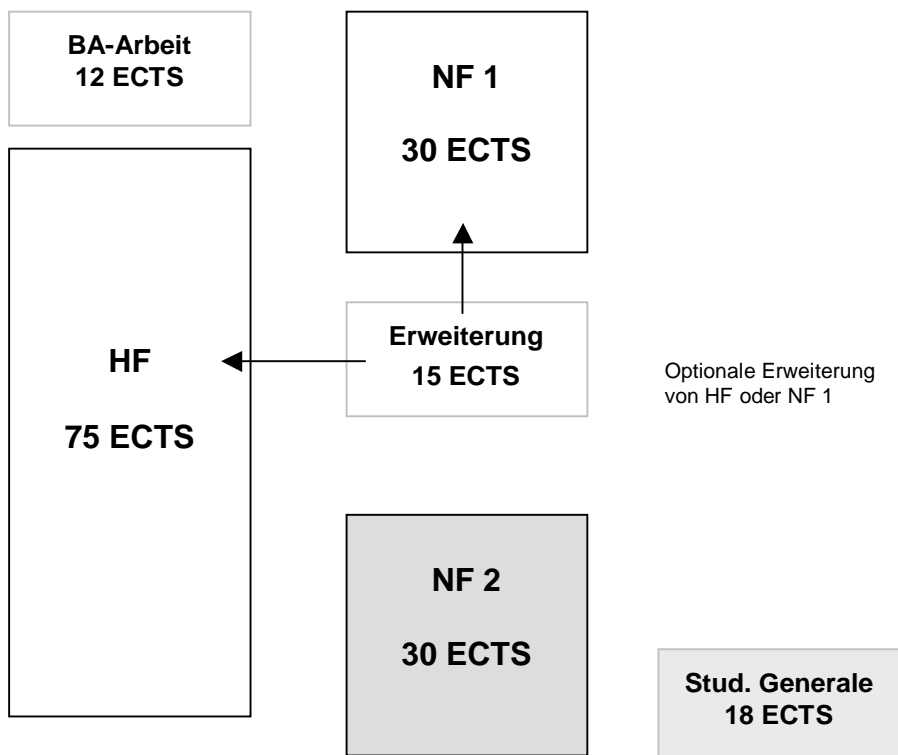 BA-Arbeit
12 ECTS
NF 1
30 ECTS
HF
75 ECTS
Erweiterung
15 ECTS
Optionale Erweiterung
von HF oder NF 1
NF 2
30 ECTS
Stud. Generale
18 ECTS